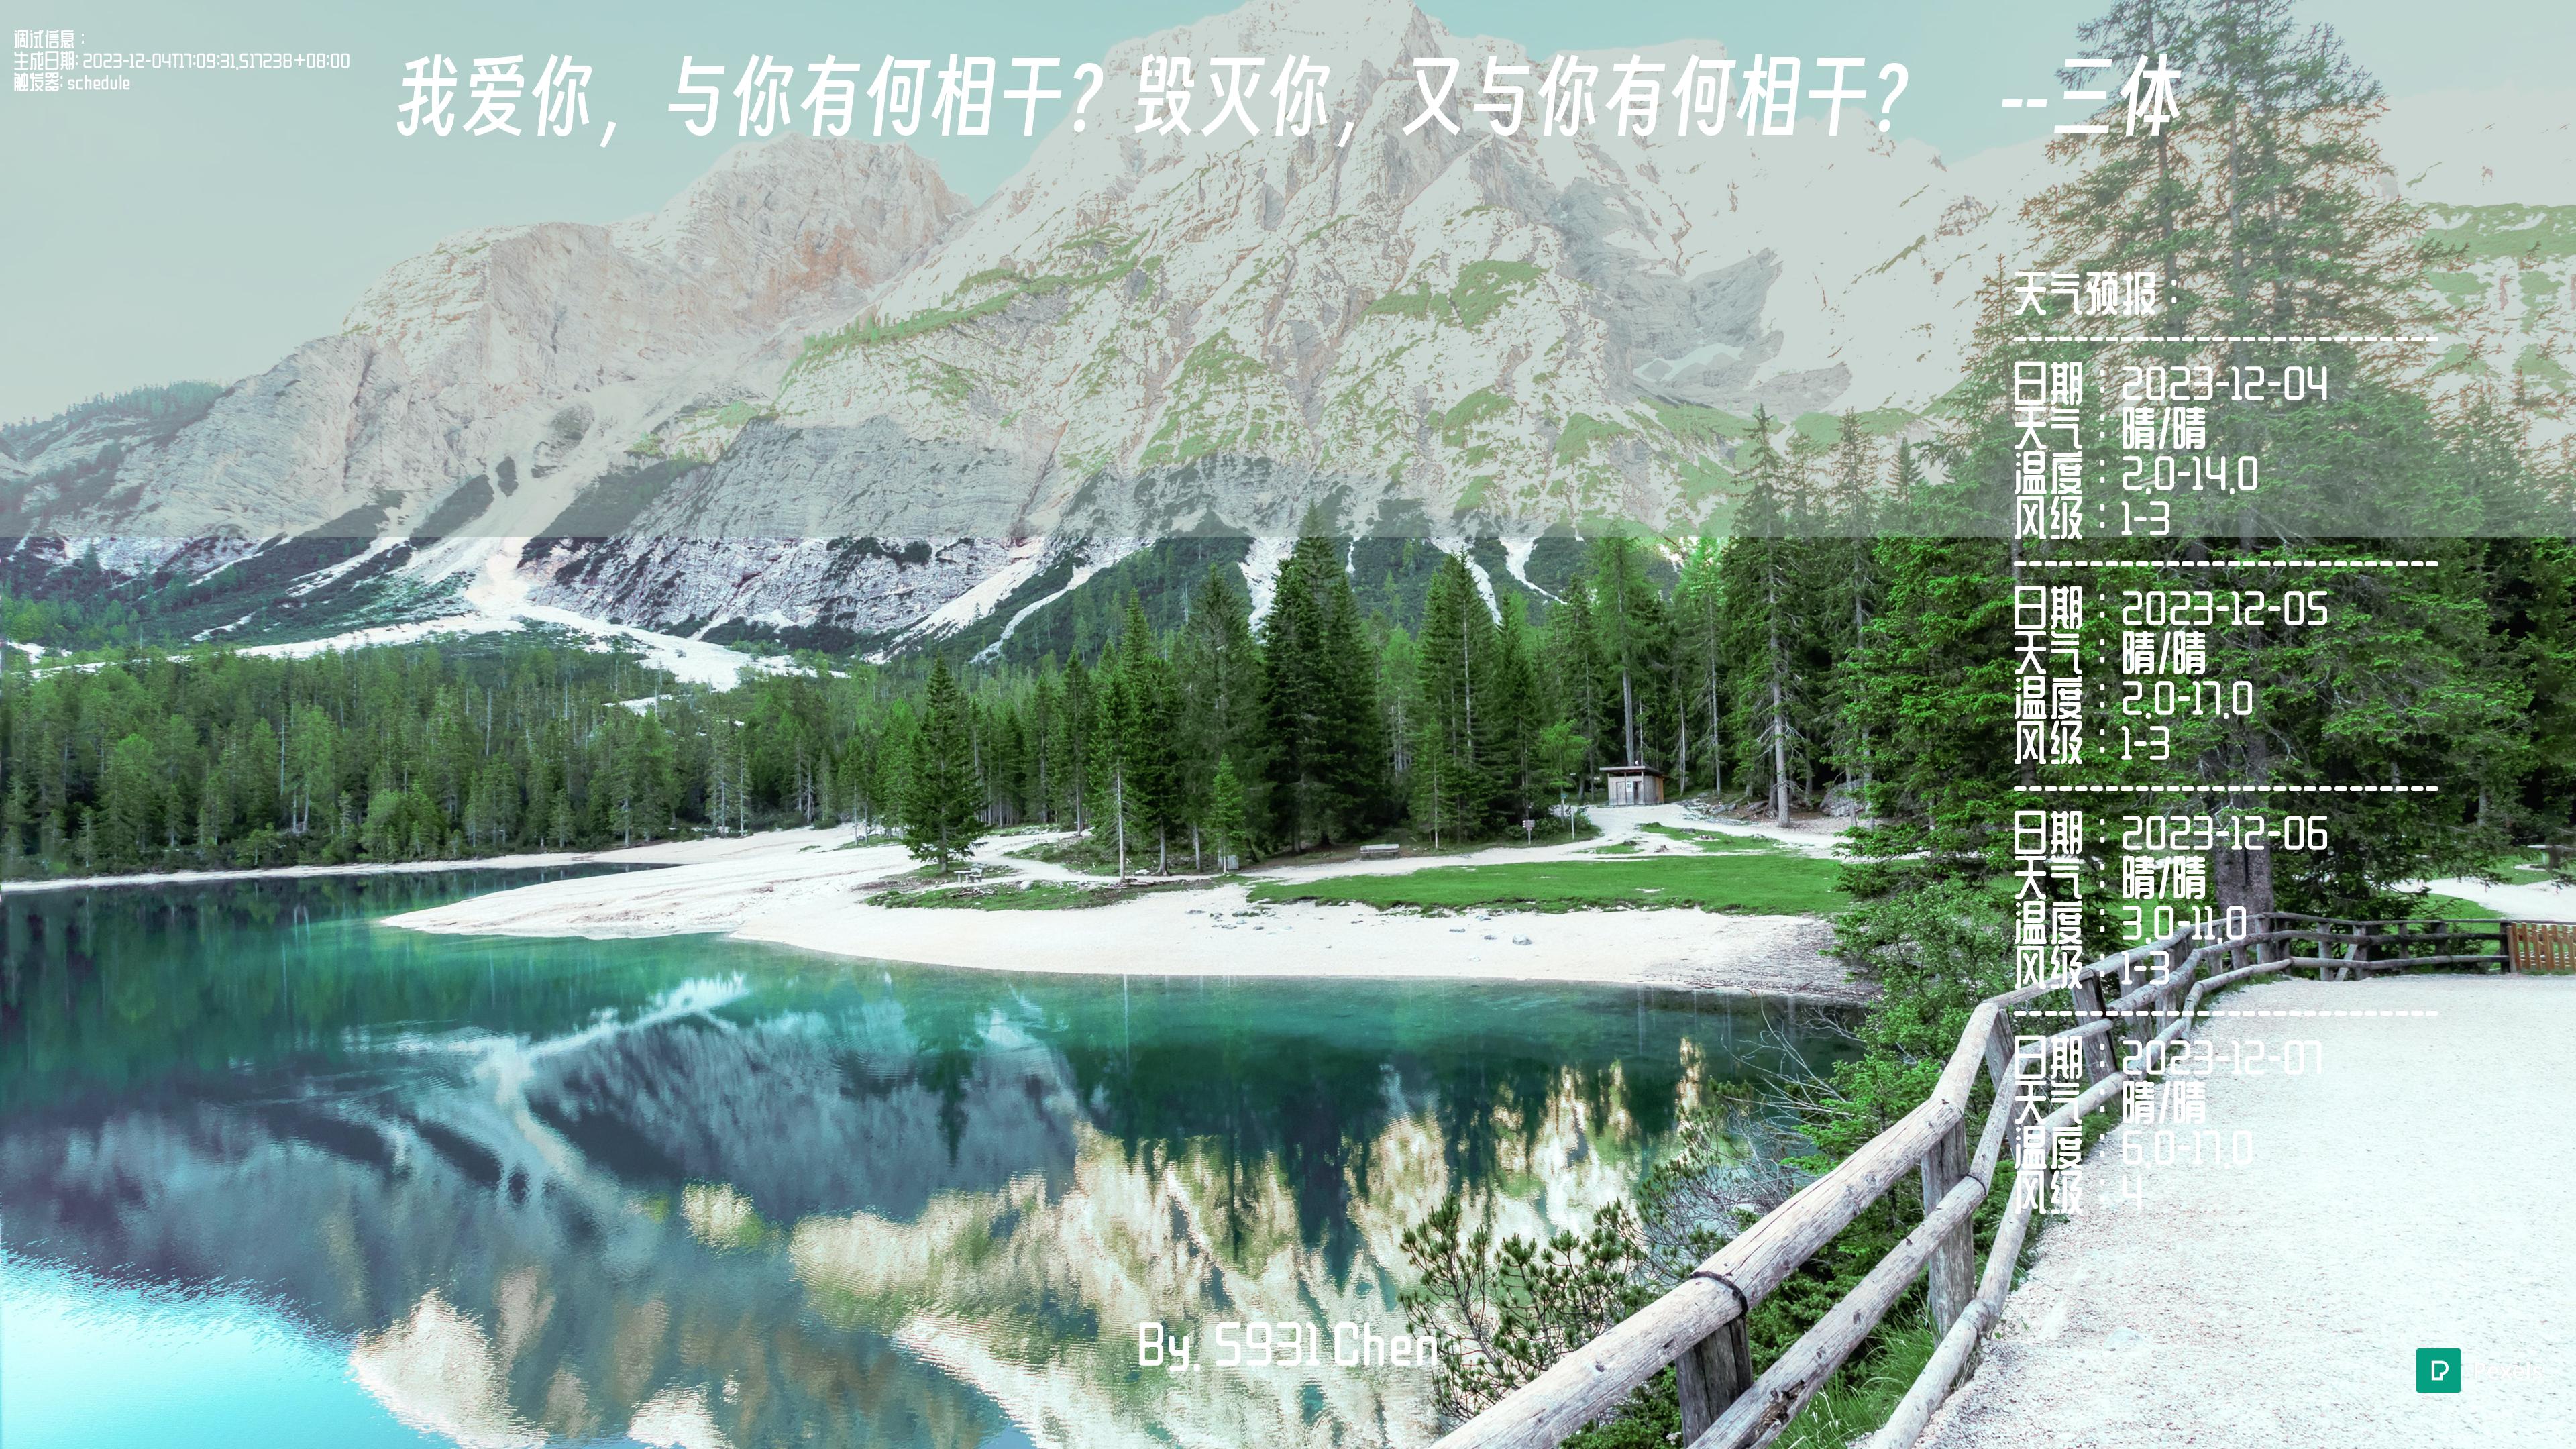 调试信息：
生成日期: 2023-12-04T17:09:31.517238+08:00
触发器: schedule
我爱你，与你有何相干？毁灭你，又与你有何相干？ --三体
天气预报：
------------------------------
日期：2023-12-04
天气：晴/晴
温度：2.0-14.0
风级：1-3
------------------------------
日期：2023-12-05
天气：晴/晴
温度：2.0-17.0
风级：1-3
------------------------------
日期：2023-12-06
天气：晴/晴
温度：3.0-11.0
风级：1-3
------------------------------
日期：2023-12-07
天气：晴/晴
温度：6.0-17.0
风级：4
By. S931 Chen